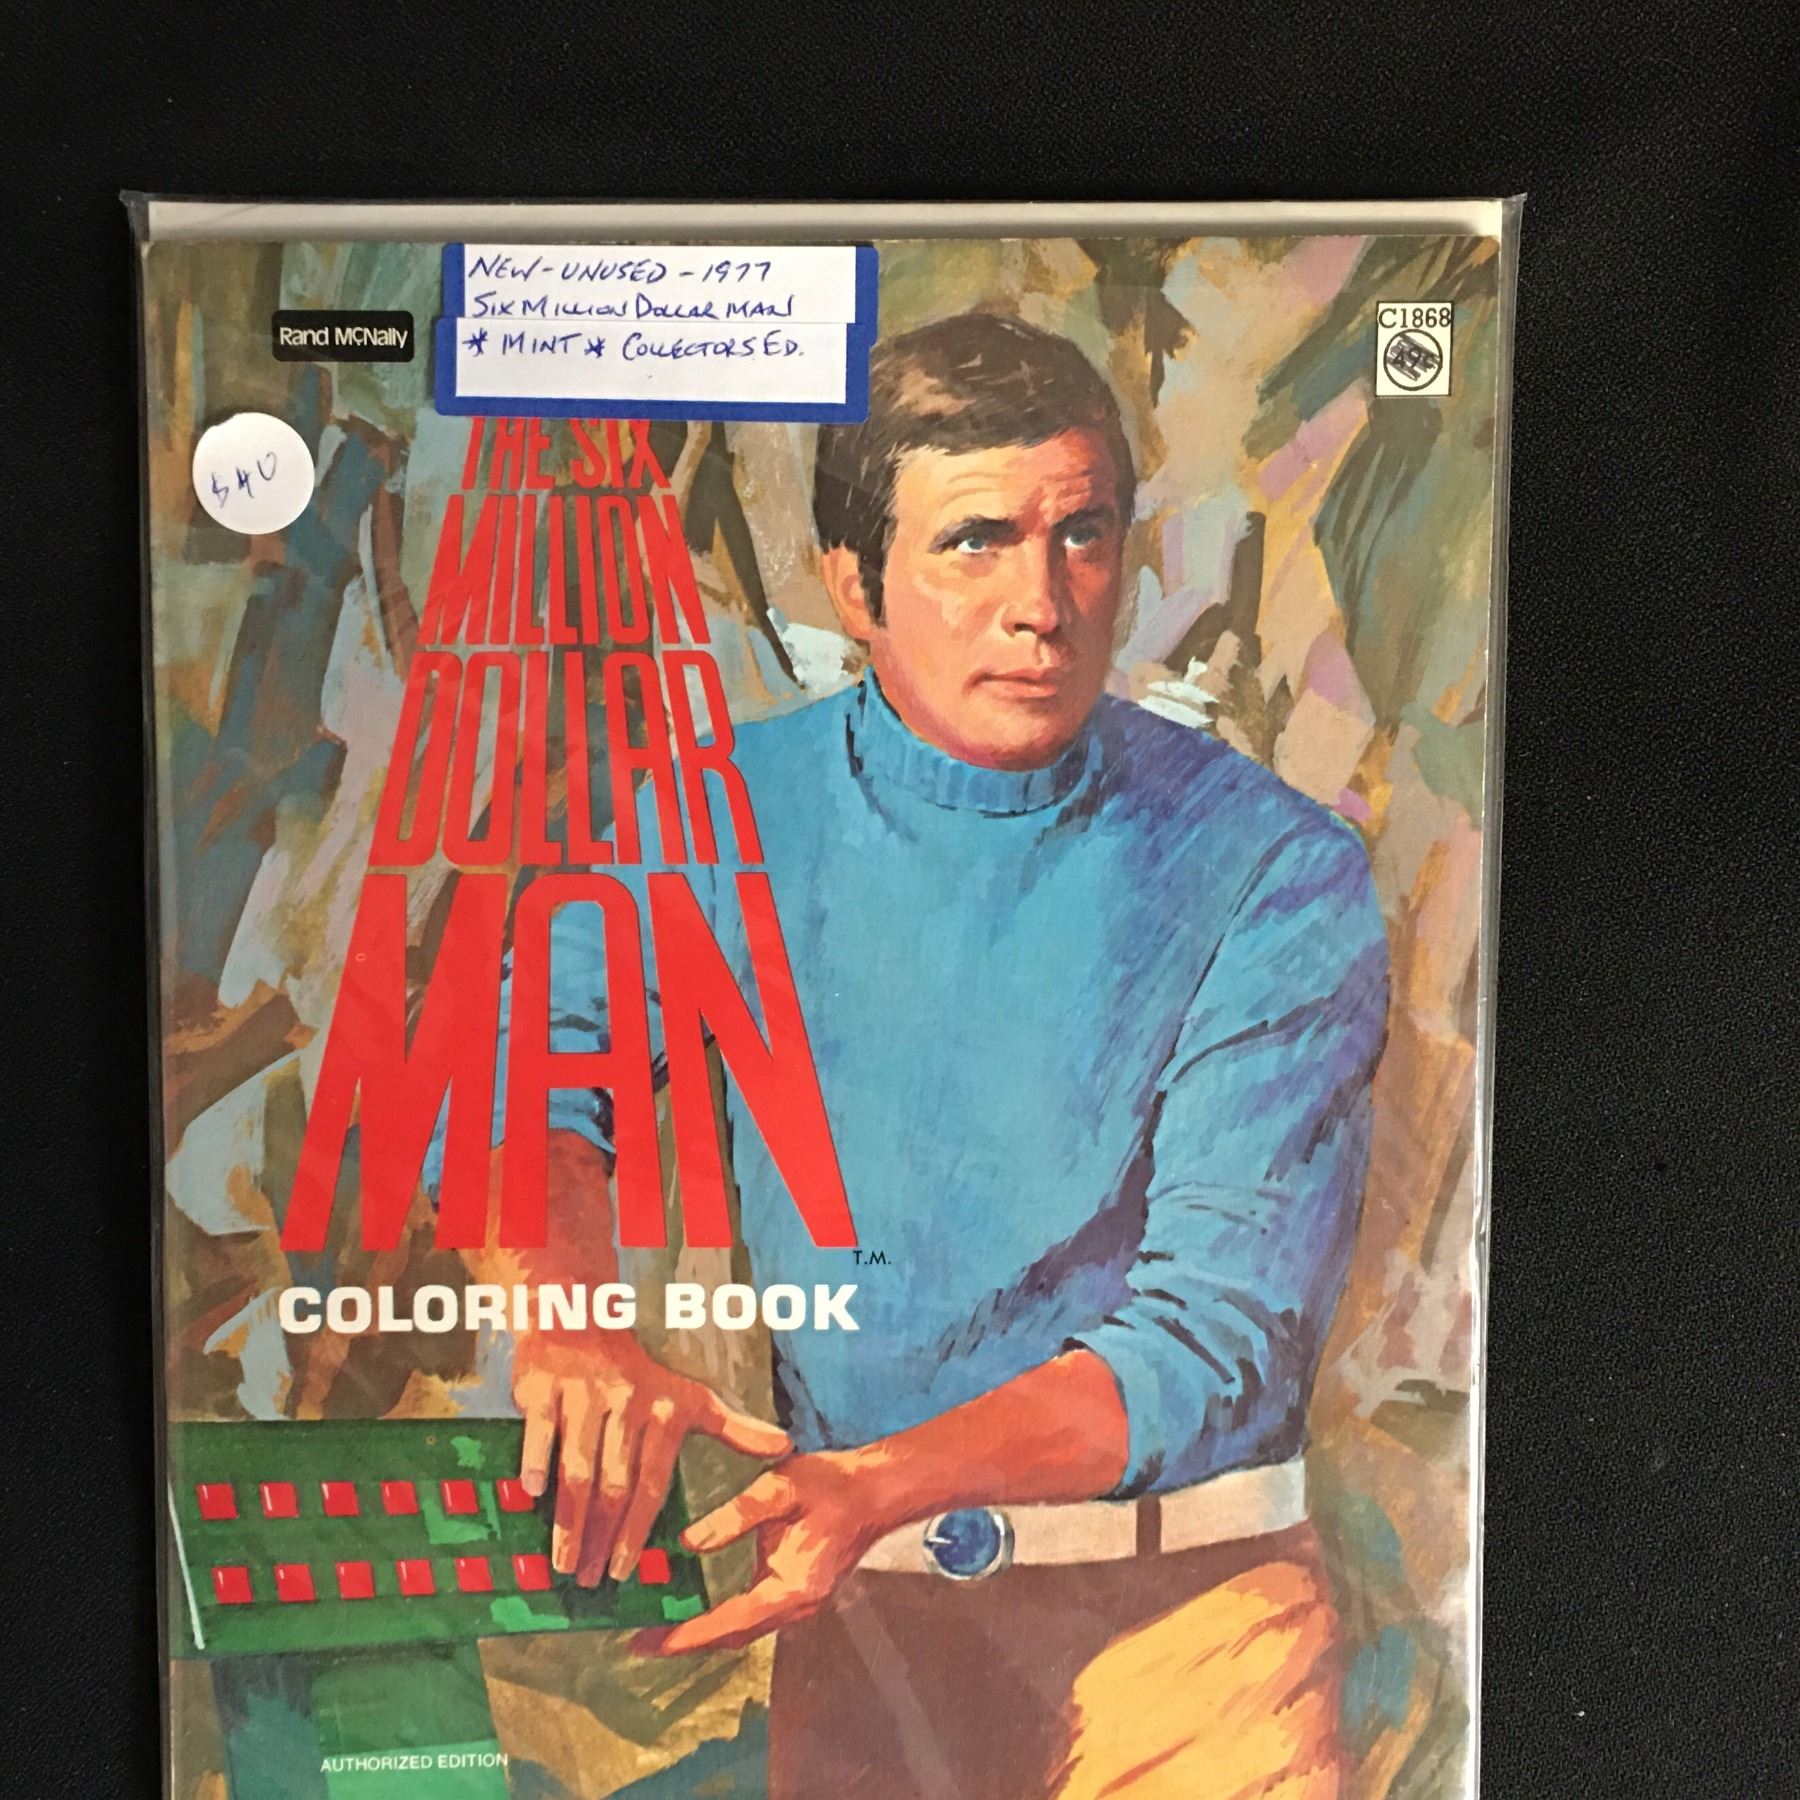 NEW - UNUSED - 1977
SIX MILLION DOLLAR MAN
* MINT * COLLECTORS ED.
Rand McNally
C1868
49¢
$40
THE SIX
MILLION
DOLLAR
MAN
T.M.
COLORING BOOK
AUTHORIZED EDITION